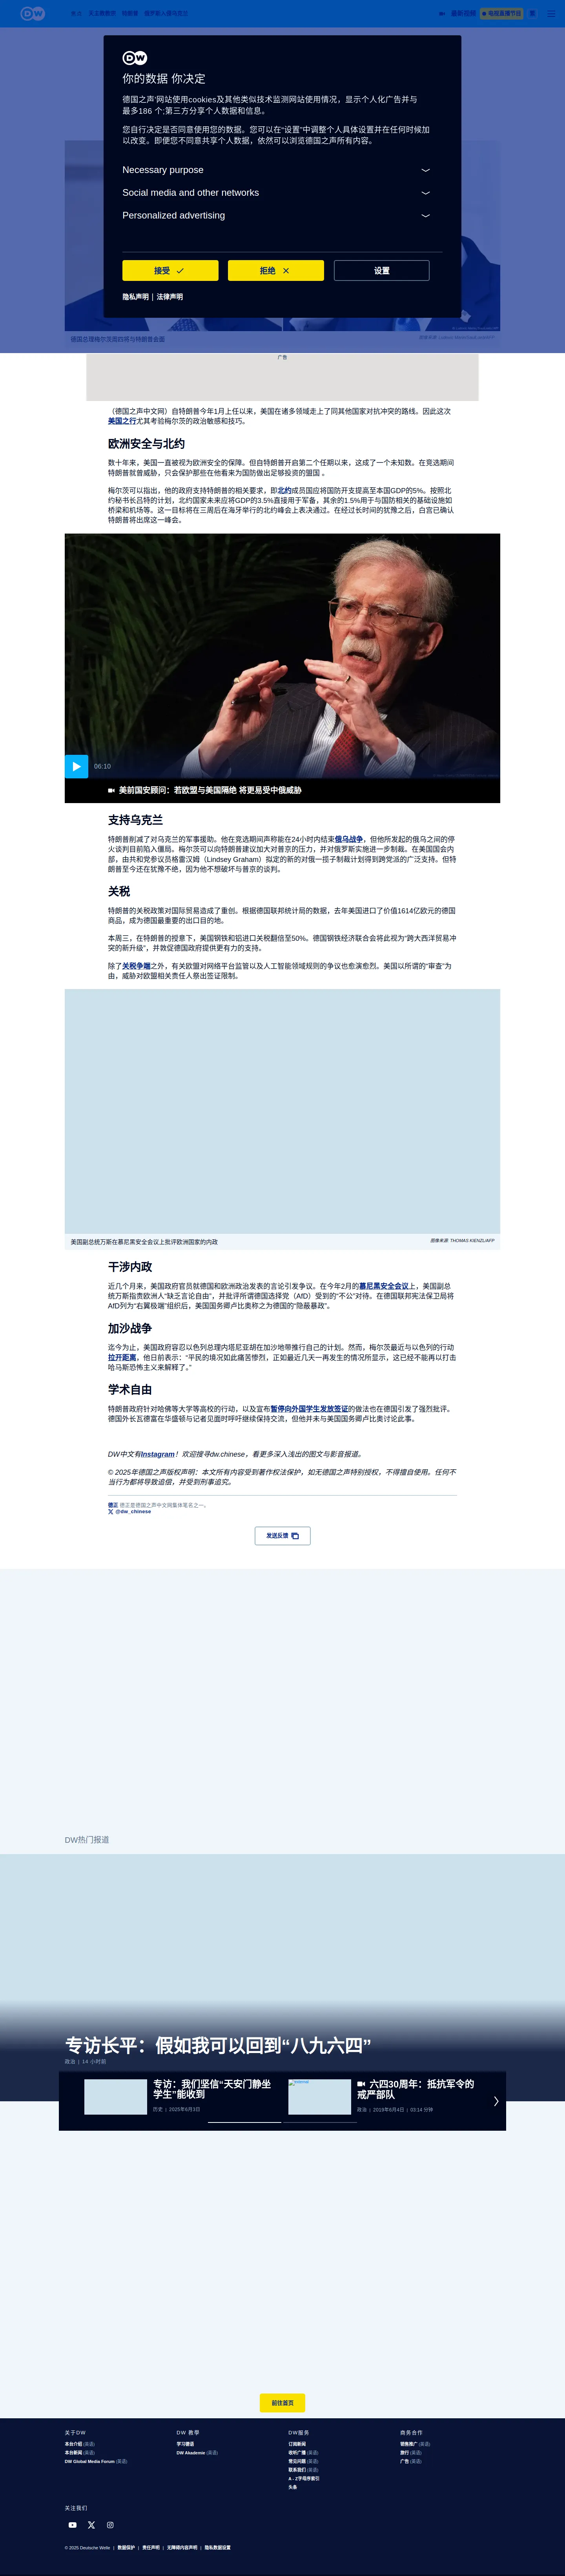 DW
最新视频
电视直播节目
DW
你的数据 你决定
德国之声'网站使用cookies及其他类似技术监测网站使用情况，显示个人化广告并与
最多186 个;第三方分享个人数据和信息。
您自行决定是否同意使用您的数据。您可以在“设置”中调整个人具体设置并在任何时候加
以改变。即便您不同意共享个人数据，依然可以浏览德国之声所有内容。
Necessary purpose
Social media and other networks
Personalized advertising
接受
拒绝
设置
隐私声明 | 法律声明
德国总理梅尔茨周四将与特朗普会面
广告
（德国之声中文网）自特朗普今年1月上任以来，美国在诸多领域走上了同其他国家对抗冲突的路线。因此这次
美国之行尤其考验梅尔茨的政治敏感和技巧。
欧洲安全与北约
数十年来，美国一直被视为欧洲安全的保障。但自特朗普开启第二个任期以来，这成了一个未知数。在竞选期间
特朗普就曾威胁，只会保护那些在他看来为国防做出足够投资的盟国 。
梅尔茨可以指出，他的政府支持特朗普的相关要求，即北约成员国应将国防开支提高至本国GDP的5%。按照北
约秘书长吕特的计划，北约国家未来应将GDP的3.5%直接用于军备，其余的1.5%用于与国防相关的基础设施如
桥梁和机场等。这一目标将在三周后在海牙举行的北约峰会上表决通过。在经过长时间的犹豫之后，白宫已确认
特朗普将出席这一峰会。
06:10
美前国安顾问：若欧盟与美国隔绝 将更易受中俄威胁
支持乌克兰
特朗普削减了对乌克兰的军事援助。他在竞选期间声称能在24小时内结束俄乌战争，但他所发起的俄乌之间的停
火谈判目前陷入僵局。梅尔茨可以向特朗普建议加大对普京的压力，并对俄罗斯实施进一步制裁。在美国国会内
部，由共和党参议员格雷汉姆（Lindsey Graham）拟定的新的对俄一揽子制裁计划得到跨党派的广泛支持。但特
朗普至今还在犹豫不绝，因为他不想破坏与普京的谈判。
关税
特朗普的关税政策对国际贸易造成了重创。根据德国联邦统计局的数据，去年美国进口了价值1614亿欧元的德国
商品，成为德国最重要的出口目的地。
本周三，在特朗普的授意下，美国钢铁和铝进口关税翻倍至50%。德国钢铁经济联合会将此视为“跨大西洋贸易冲
突的新升级”，并敦促德国政府提供更有力的支持。
除了关税争端之外，有关欧盟对网络平台监管以及人工智能领域规则的争议也愈演愈烈。美国以所谓的“审查”为
由，威胁对欧盟相关责任人祭出签证限制。
美国副总统万斯在慕尼黑安全会议上批评欧洲国家的内政
图像来源: THOMAS KIENZLE/AFP
干涉内政
近几个月来，美国政府官员就德国和欧洲政治发表的言论引发争议。在今年2月的慕尼黑安全会议上，美国副总
统万斯指责欧洲人“缺乏言论自由”，并批评所谓德国选择党（AfD）受到的“不公”对待。在德国联邦宪法保卫局将
AfD列为“右翼极端”组织后，美国国务卿卢比奥称之为德国的“隐蔽暴政”。
加沙战争
迄今为止，美国政府容忍以色列总理内塔尼亚胡在加沙地带推行自己的计划。然而，梅尔茨最近与以色列的行动
拉开距离，他日前表示：“平民的境况如此痛苦惨烈，正如最近几天一再发生的情况所显示，这已经不能再以打击
哈马斯恐怖主义来解释了。”
学术自由
特朗普政府针对哈佛等大学等高校的行动，以及宣布暂停向外国学生发放签证的做法也在德国引发了强烈批评。
德国外长瓦德富在华盛顿与记者见面时呼吁继续保持交流，但他并未与美国国务卿卢奥讨论此事。
DW中文有Instagram！欢迎搜寻dw.chinese，看更多深入浅出的图文与影音报道。
© 2025年德国之声版权声明：本文所有内容受到著作权法保护，如无德国之声特别授权，不得擅自使用。任何不
当行为都将导致追偿，并受到刑事追究。
德正 德正是德国之声中文网集体笔名之一。
@dw_chinese
发送反馈
DW热门报道
专访长平：假如我可以回到“八九六四”
政治 | 14 小时前
专访：我们坚信“天安门静坐
学生”能收到
历史 | 2025年6月3日
六四30周年：抵抗军令的
戒严部队
政治 | 2019年6月4日 | 03:14 分钟
前往首页
关于DW
本台介绍 (英语)
本台新闻 (英语)
DW Global Media Forum (英语)
DW 教學
学习德语
DW Akademie (英语)
DW服务
订阅新闻
收听广播 (英语)
常见问题 (英语)
联系我们 (英语)
A - Z字母序索引
头条
商务合作
销售推广 (英语)
旅行 (英语)
广告 (英语)
关注我们
© 2025 Deutsche Welle | 数据保护 | 责任声明 | 无障碍内容声明 | 隐私数据设置